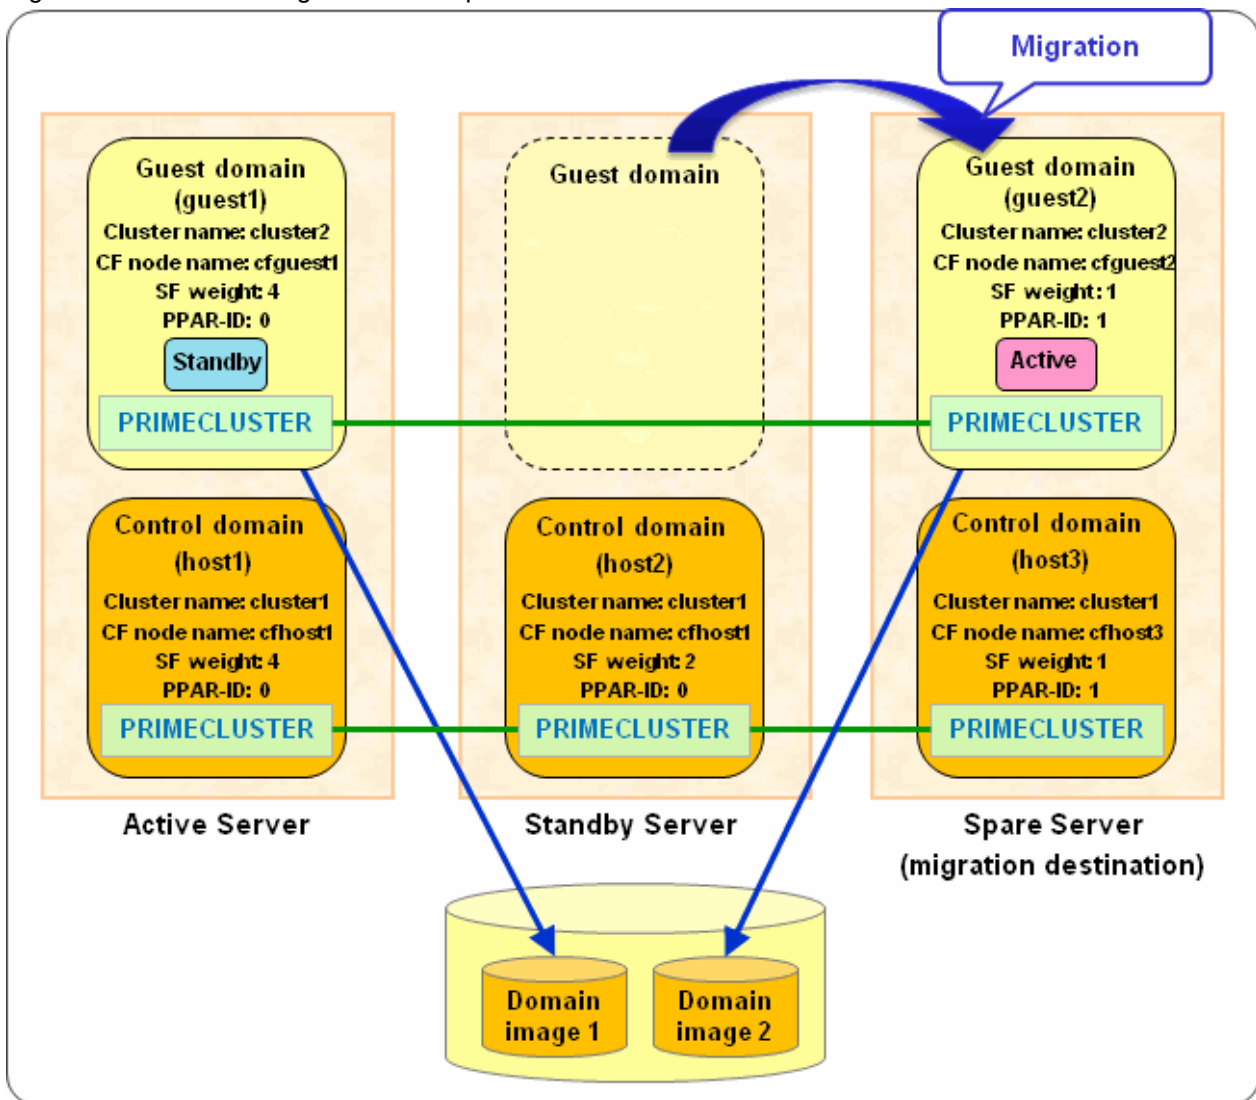 Migration
Guest domain
(guest1)
Cluster name: cluster2
CF node name: cfguest1
SF weight: 4
PPAR-ID: 0
Standby
PRIMECLUSTER
Guest domain
Guest domain
(guest2)
Cluster name: cluster2
CF node name: cfguest2
SF weight: 1
PPAR-ID: 1
Active
PRIMECLUSTER
Control domain
(host1)
Cluster name: cluster1
CF node name: cfhost1
SF weight: 4
PPAR-ID: 0
PRIMECLUSTER
Control domain
(host2)
Cluster name: cluster1
CF node name: cfhost1
SF weight: 2
PPAR-ID: 0
PRIMECLUSTER
Control domain
(host3)
Cluster name: cluster1
CF node name: cfhost3
SF weight: 1
PPAR-ID: 1
PRIMECLUSTER
Active Server
Standby Server
Spare Server
(migration destination)
Domain
image 1
Domain
image 2